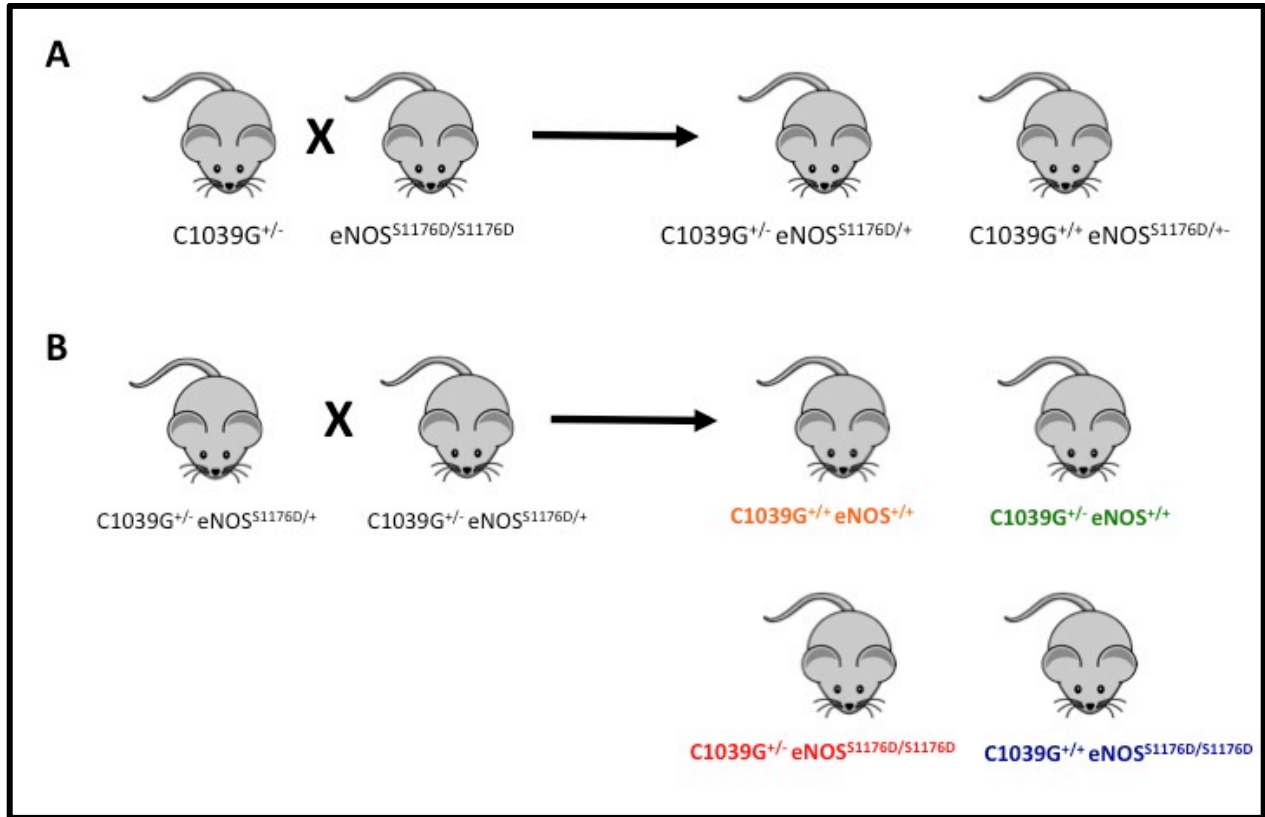 A
X
C1039G+/- eNOSS1176D/S1176D C1039G+/- eNOSS1176D/+ C1039G+/+ eNOSS1176D/+-
B
X
C1039G+/- eNOSS1176D/+ C1039G+/- eNOSS1176D/+ C1039G+/+ eNOS+/+ C1039G+/- eNOS+/+
C1039G+/- eNOSS1176D/S1176D C1039G+/+ eNOSS1176D/S1176D